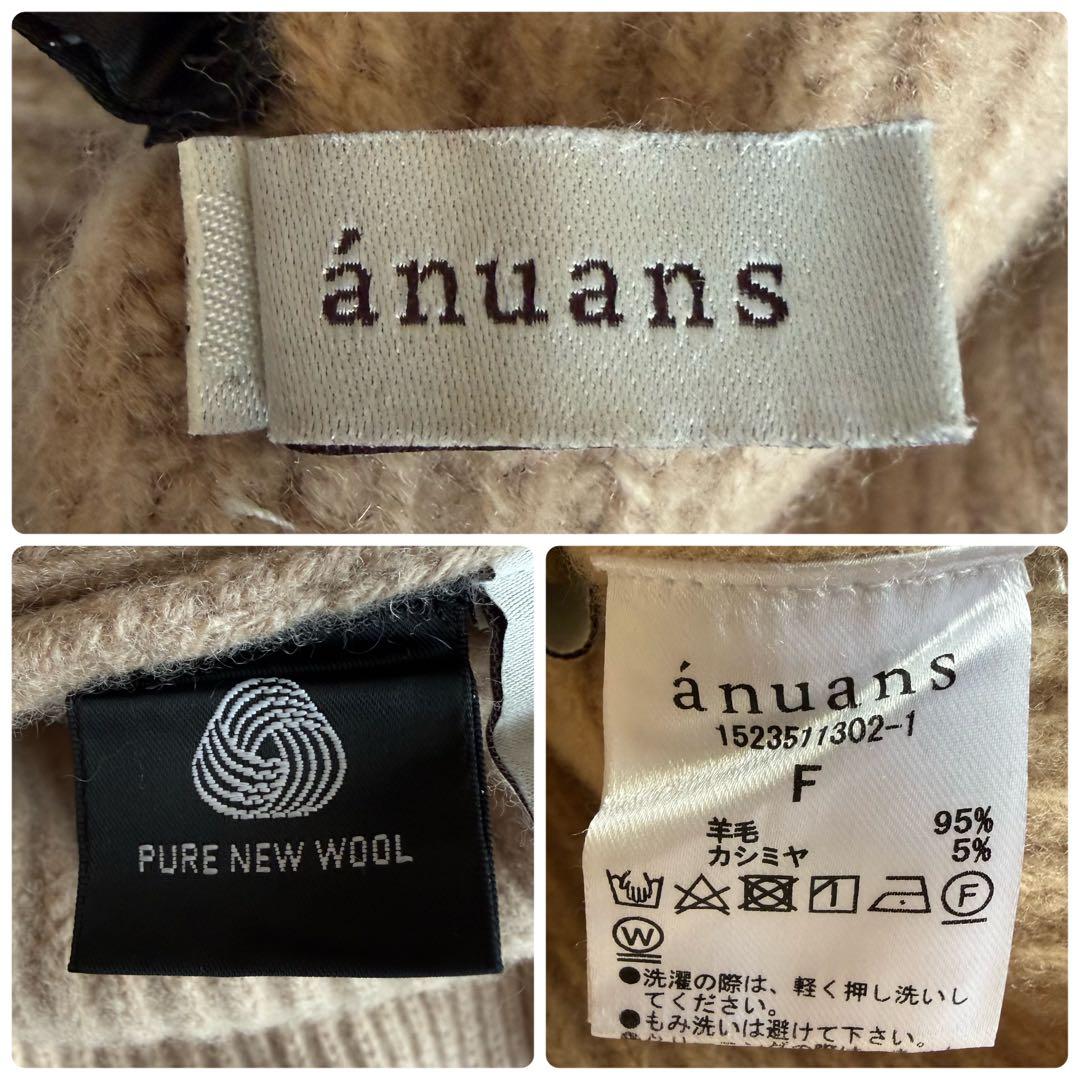 ánuans
PURE NEW WOOL
ánuans
1523511302-1
F
羊毛 95%
カシミヤ 5%
F
W
●洗濯の際は、軽く押し洗いし
てください。
●もみ洗いは避けて下さい。